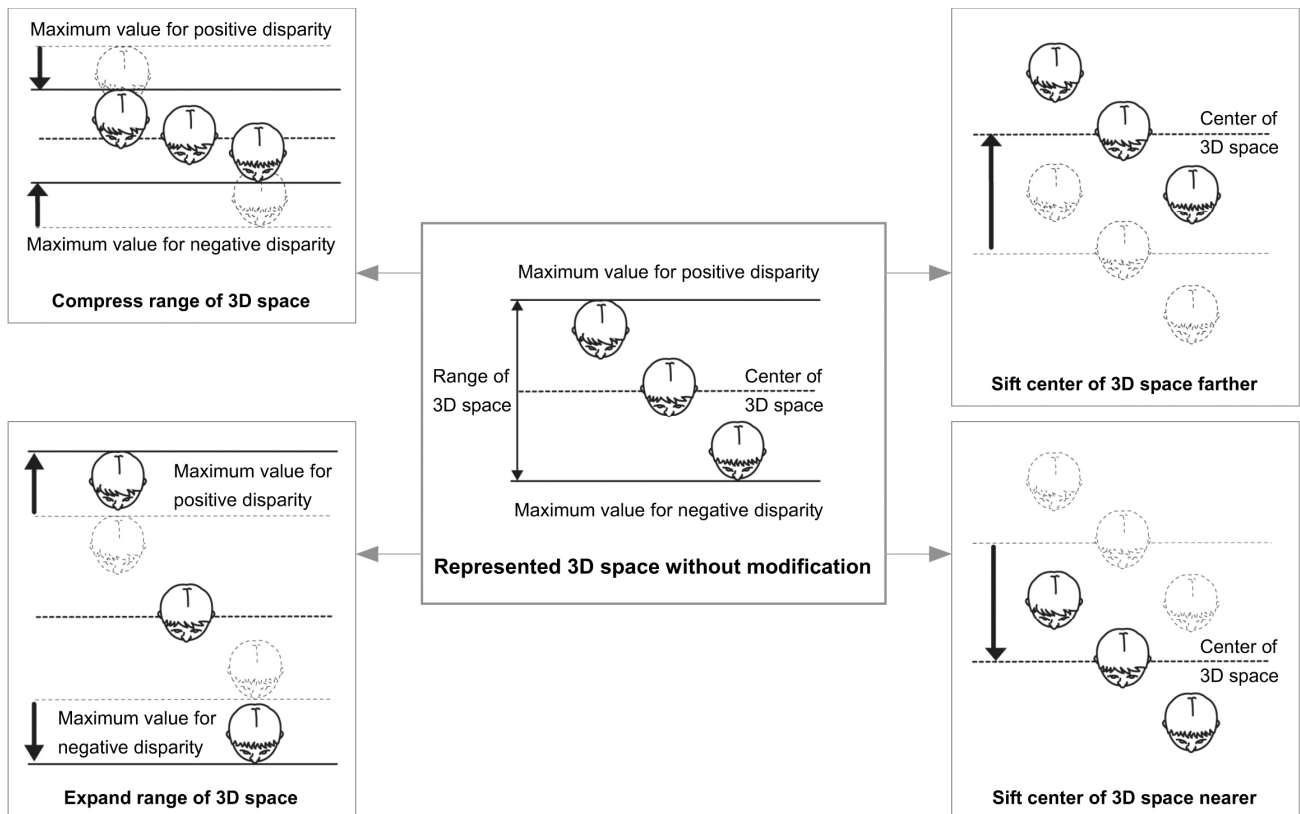 Maximum value for positive disparity
Maximum value for negative disparity
Compress range of 3D space
Maximum value for
positive disparity
Maximum value for
negative disparity
Expand range of 3D space
Maximum value for positive disparity
Range of
3D space
Center of
3D space
Maximum value for negative disparity
Represented 3D space without modification
Center of
3D space
Sift center of 3D space farther
Center of
3D space
Sift center of 3D space nearer